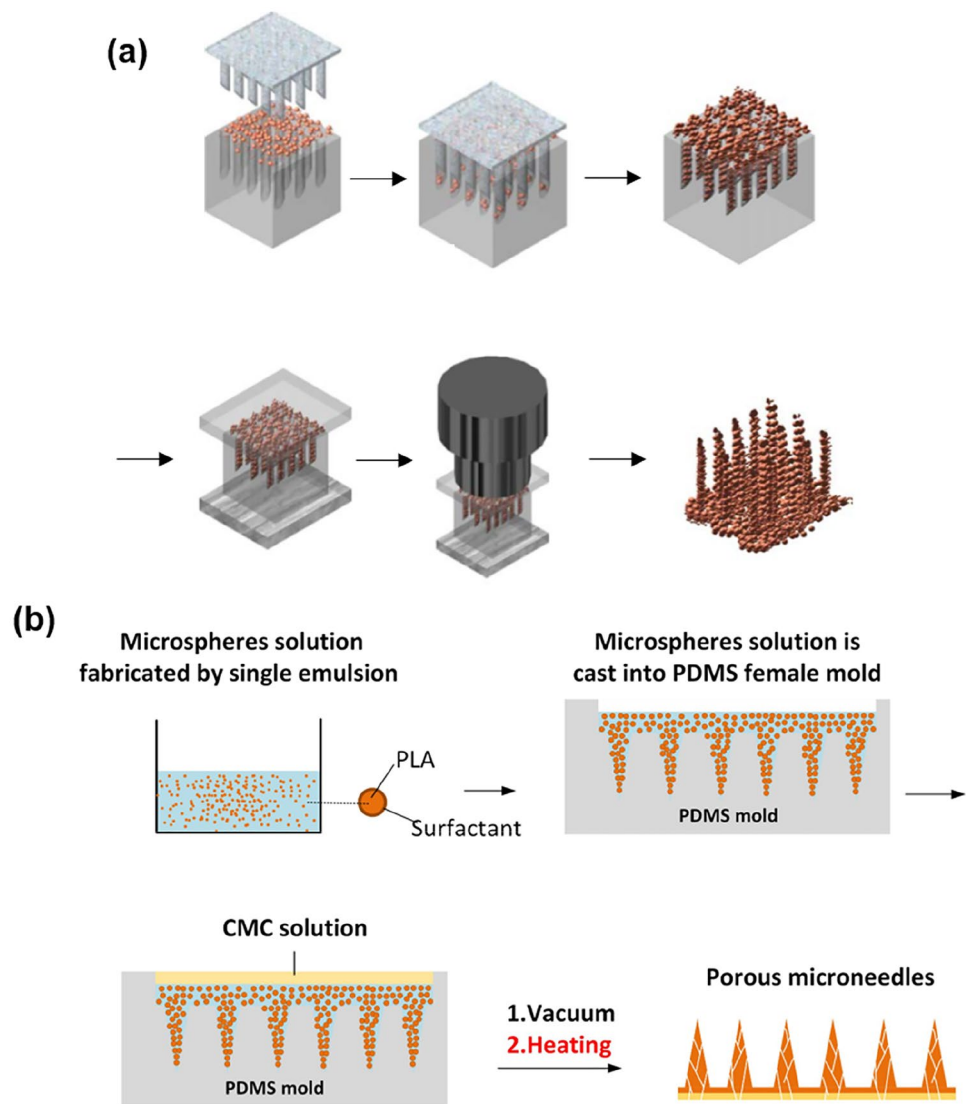 (a)
(b)
Microspheres solution
fabricated by single emulsion
PLA
Surfactant
Microspheres solution is
cast into PDMS female mold
PDMS mold
CMC solution
PDMS mold
1.Vacuum
2.Heating
Porous microneedles